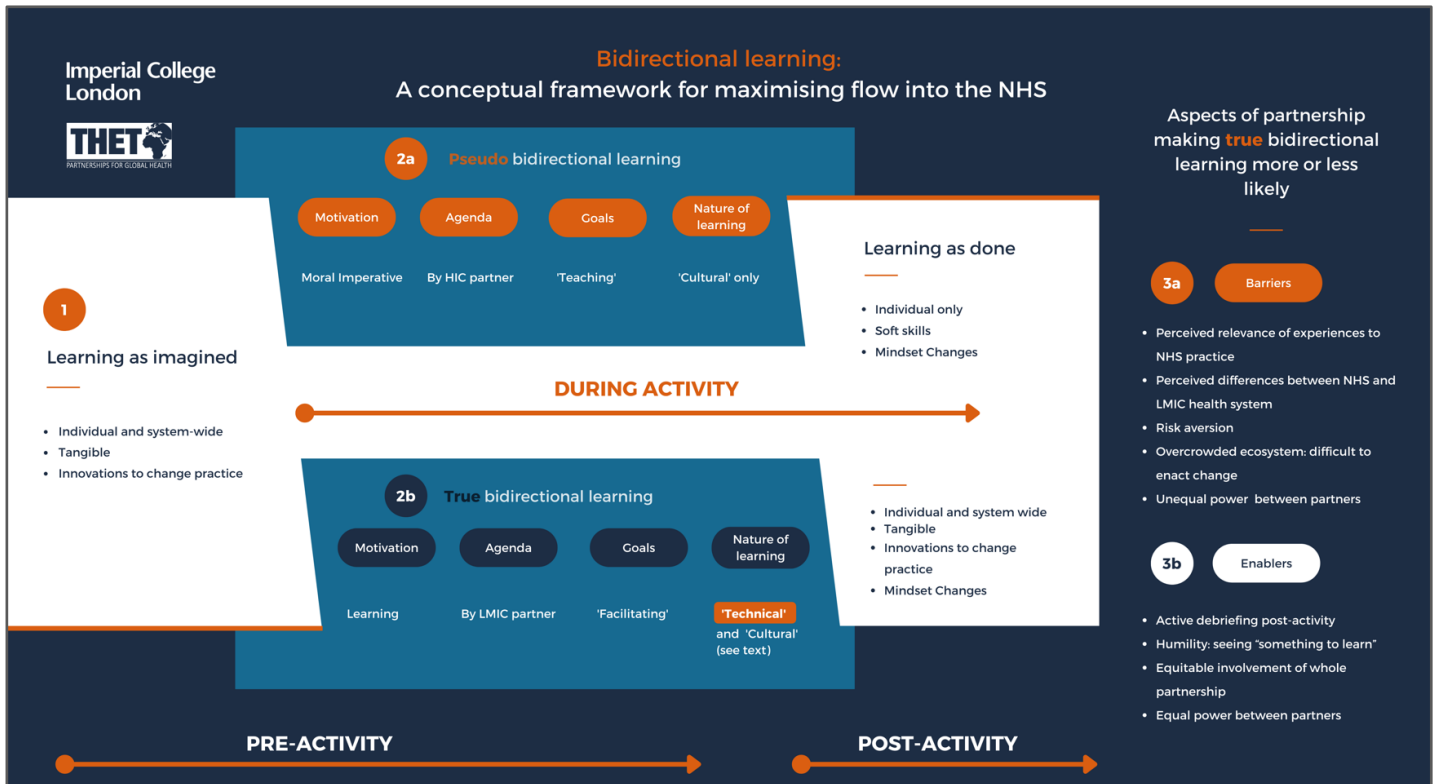 Imperial College
London
THET
PARTNERSHIPS FOR GLOBAL HEALTH
Bidirectional learning:
A conceptual framework for maximising flow into the NHS
1
Learning as imagined
• Individual and system-wide
• Tangible
• Innovations to change practice
2a
Pseudo bidirectional learning
Motivation
Agenda
Goals
Nature of
learning
Moral Imperative
By HIC partner
'Teaching'
'Cultural' only
DURING ACTIVITY
2b
True bidirectional learning
Motivation
Agenda
Goals
Nature of
learning
Learning
By LMIC partner
'Facilitating'
'Technical'
and 'Cultural'
(see text)
Learning as done
• Individual only
• Soft skills
• Mindset Changes
• Individual and system wide
• Tangible
• Innovations to change
practice
• Mindset Changes
PRE-ACTIVITY
POST-ACTIVITY
Aspects of partnership
making true bidirectional
learning more or less
likely
3a
Barriers
• Perceived relevance of experiences to
NHS practice
• Perceived differences between NHS and
LMIC health system
• Risk aversion
• Overcrowded ecosystem: difficult to
enact change
• Unequal power between partners
3b
Enablers
• Active debriefing post-activity
• Humility: seeing “something to learn”
• Equitable involvement of whole
partnership
• Equal power between partners